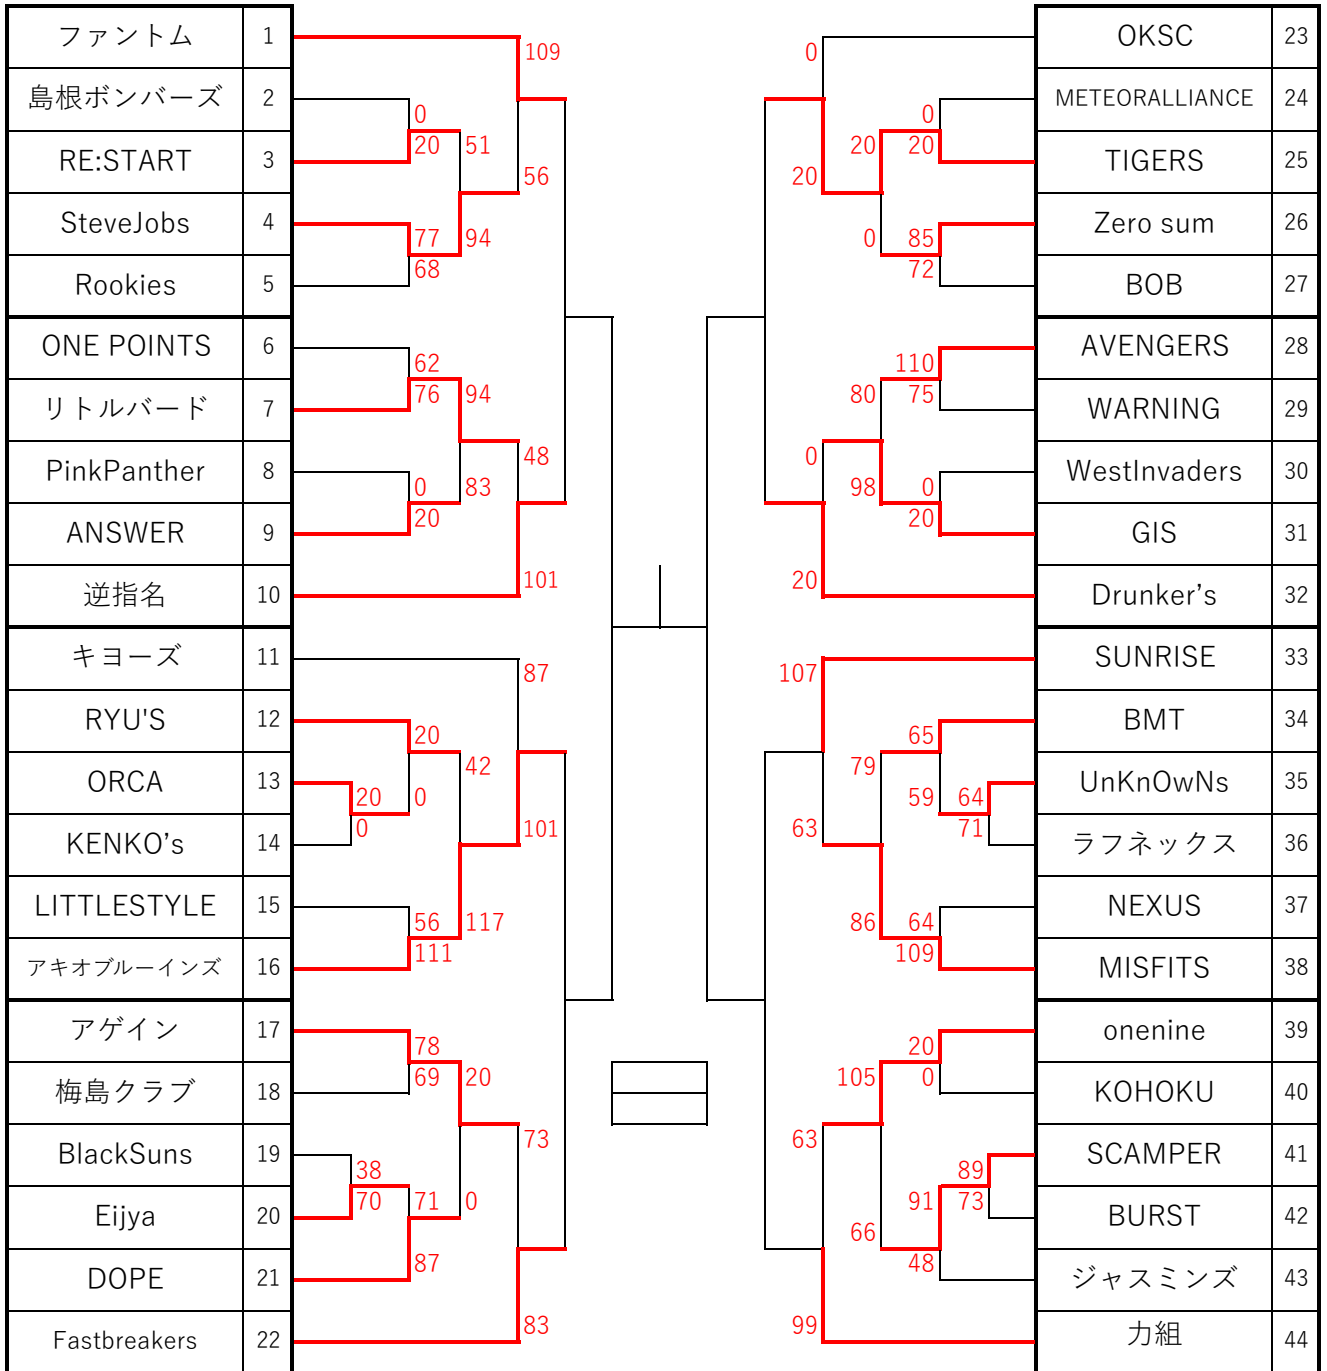 ファントム 1
島根ボンバーズ 2
RE:START 3
SteveJobs 4
Rookies 5
ONE POINTS 6
リトルバード 7
PinkPanther 8
ANSWER 9
逆指名 10
キヨーズ 11
RYU'S 12
ORCA 13
KENKO’s 14
LITTLESTYLE 15
アキオブルーインズ 16
アゲイン 17
梅島クラブ 18
BlackSuns 19
Eijya 20
DOPE 21
Fastbreakers 22
109
0
20 51
56
77 94
68
62
76 94
48
0 83
20
101
87
20
42
20 0
0
101
56 117
111
78
69 20
73
38
70 71 0
87
83
0
0
20 20
20
0 85
72
110
80 75
0
98 0
20
20
107
65
79
59 64
71
63
86 64
109
20
105 0
63
89
91 73
66
48
99
OKSC 23
METEORALLIANCE 24
TIGERS 25
Zero sum 26
BOB 27
AVENGERS 28
WARNING 29
WestInvaders 30
GIS 31
Drunker’s 32
SUNRISE 33
BMT 34
UnKnOwNs 35
ラフネックス 36
NEXUS 37
MISFITS 38
onenine 39
KOHOKU 40
SCAMPER 41
BURST 42
ジャスミンズ 43
力組 44